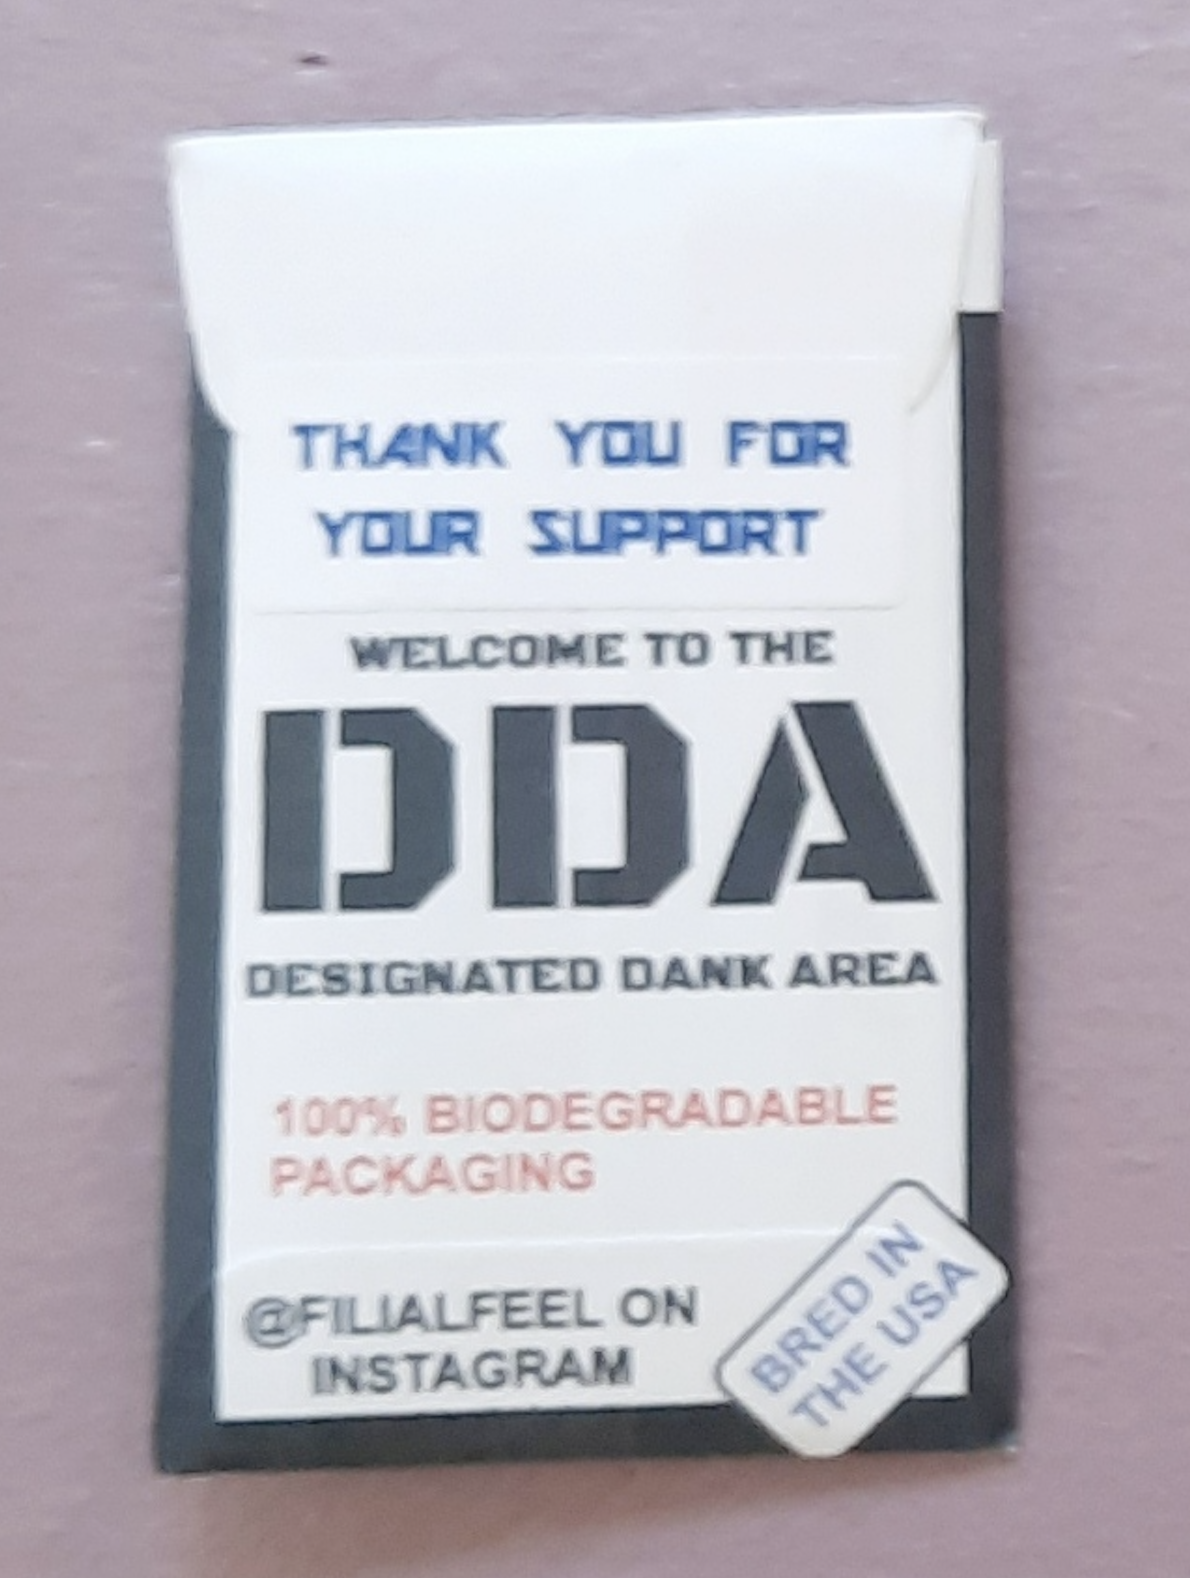 THANK YOU FOR
YOUR SUPPORT
WELCOME TO THE
DDA
DESIGNATED DANK AREA
100% BIODEGRADABLE
PACKAGING
@FILIALFEEL ON
INSTAGRAM
BRED IN
THE USA